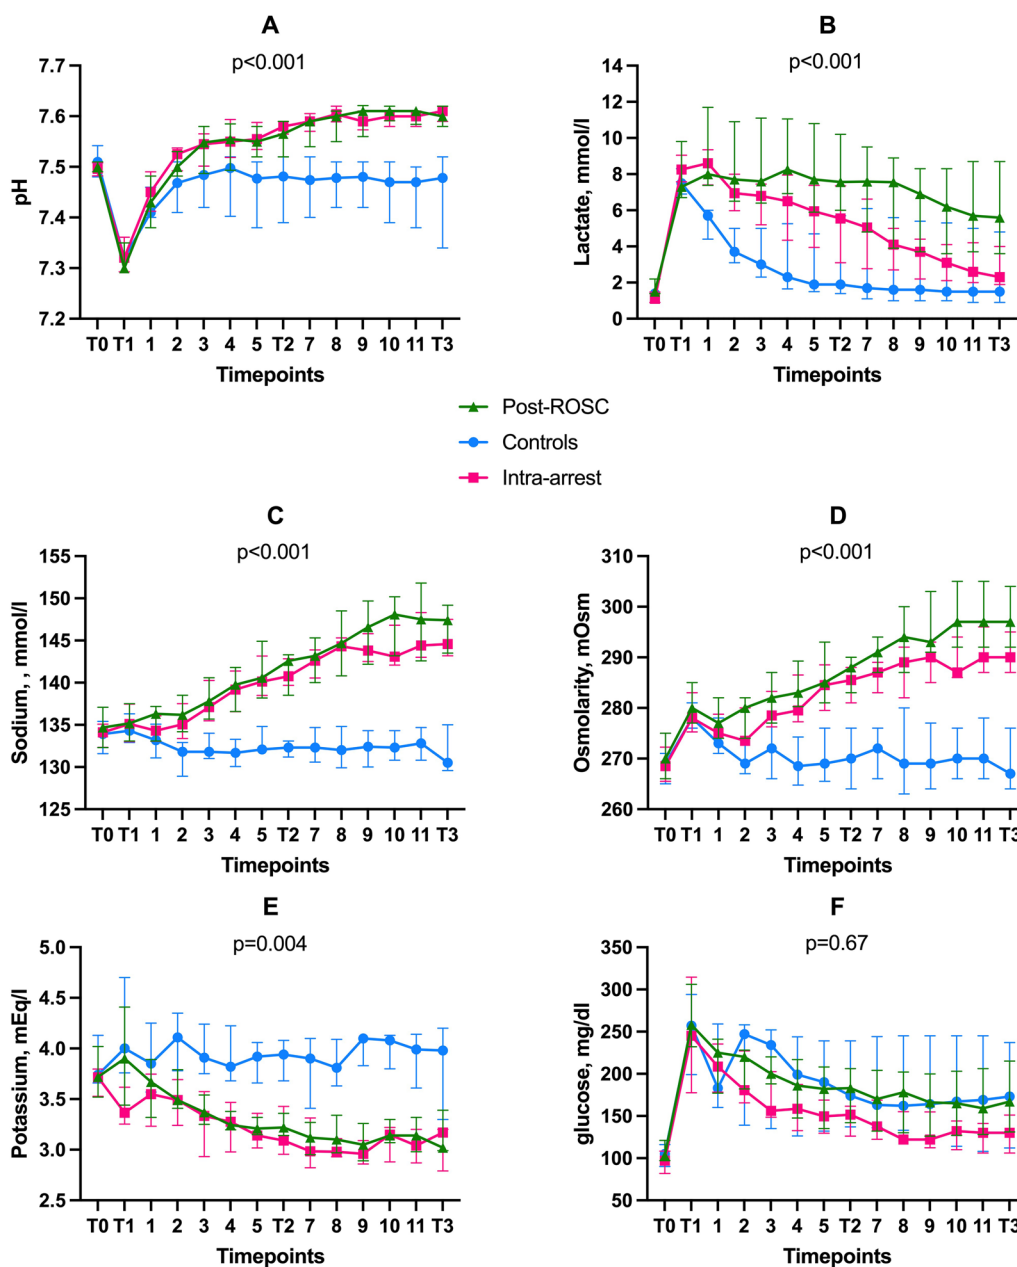 A
B
p<0.001
p<0.001
pH
7.7
7.6
7.5
7.4
7.3
7.2
T0 T1 1 2 3 4 5 T2 7 8 9 10 11 T3
Timepoints
Lactate, mmol/l
14
12
10
8
6
4
2
0
T0 T1 1 2 3 4 5 T2 7 8 9 10 11 T3
Timepoints
Post-ROSC
Controls
Intra-arrest
C
D
p<0.001
p<0.001
Sodium, , mmol/l
155
150
145
140
135
130
125
T0 T1 1 2 3 4 5 T2 7 8 9 10 11 T3
Timepoints
Osmolarity, mOsm
310
300
290
280
270
260
T0 T1 1 2 3 4 5 T2 7 8 9 10 11 T3
Timepoints
E
F
p=0.004
p=0.67
Potassium, mEq/l
5.0
4.5
4.0
3.5
3.0
2.5
T0 T1 1 2 3 4 5 T2 7 8 9 10 11 T3
Timepoints
glucose, mg/dl
350
300
250
200
150
100
50
T0 T1 1 2 3 4 5 T2 7 8 9 10 11 T3
Timepoints